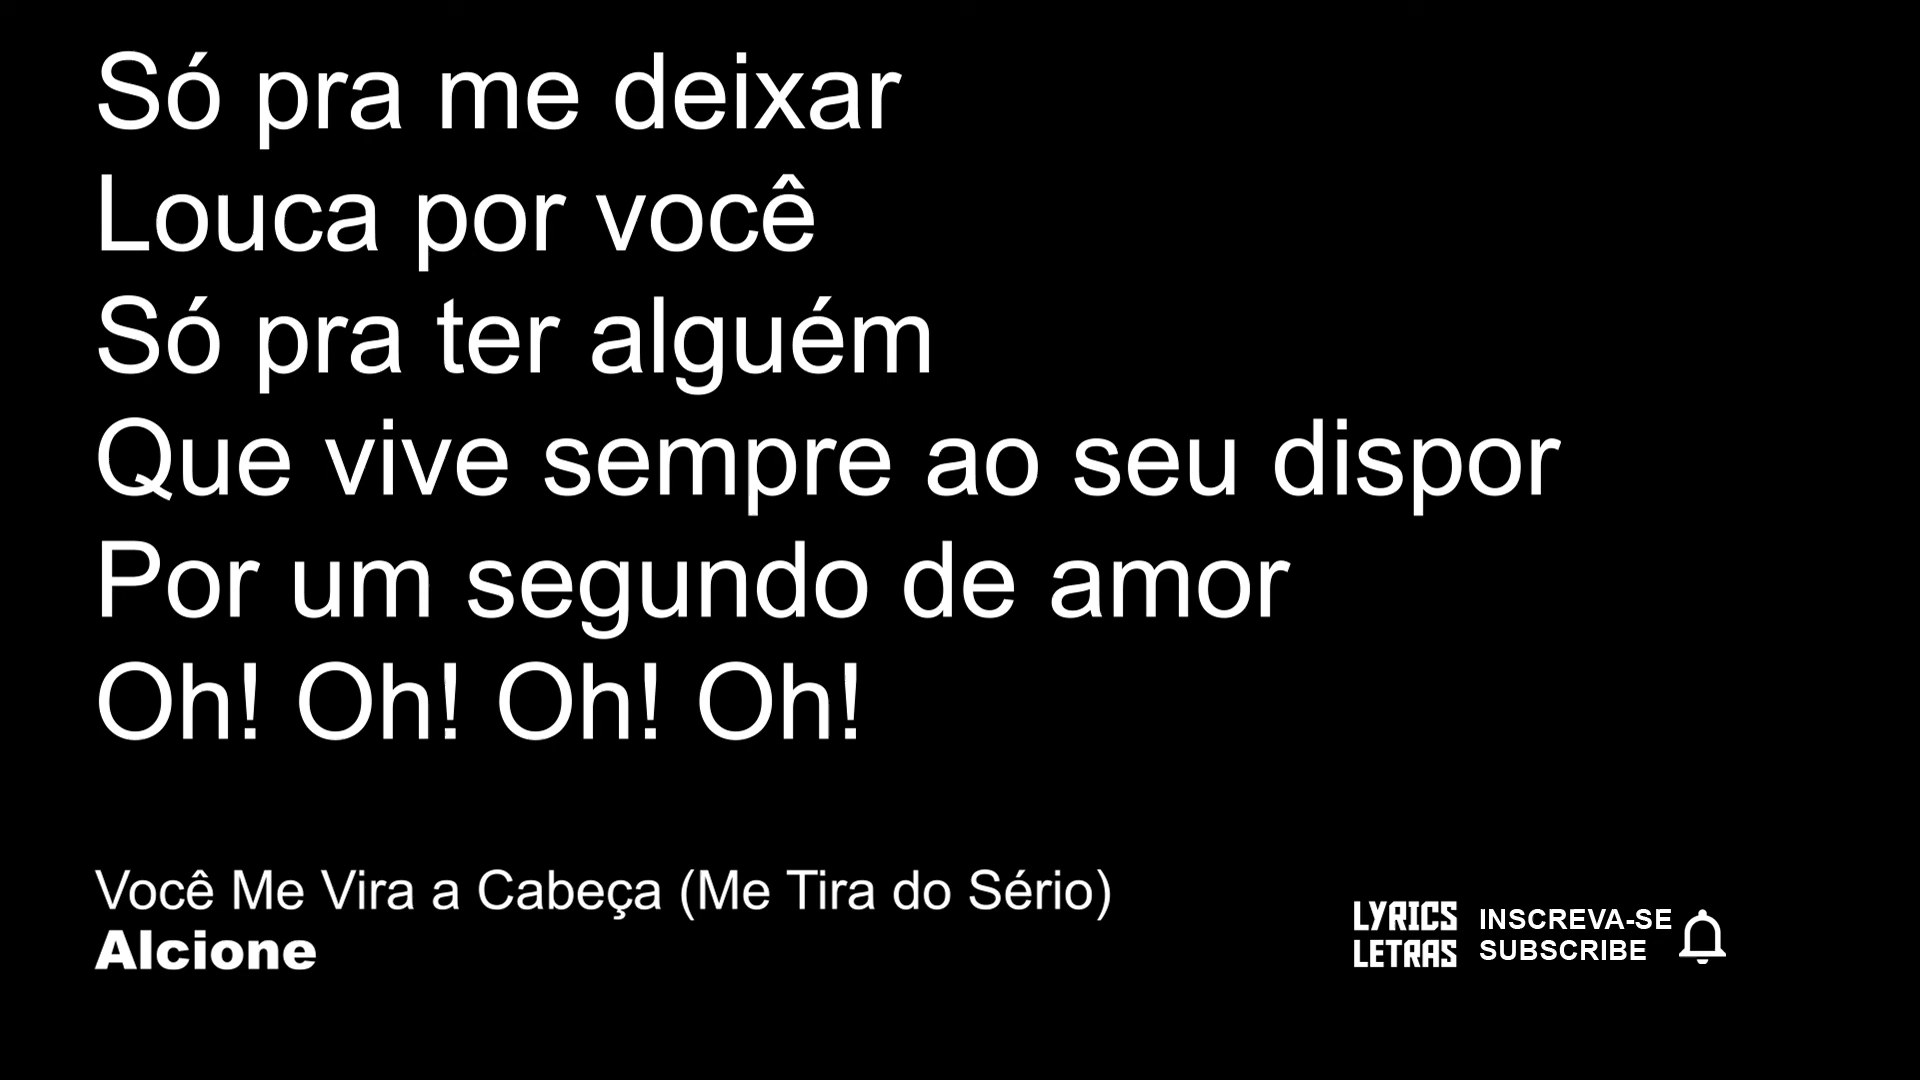 Só pra me deixar
Louca por você
Só pra ter alguém
Que vive sempre ao seu dispor
Por um segundo de amor
Oh! Oh! Oh! Oh!
Você Me Vira a Cabeça (Me Tira do Sério)
Alcione
LYRICS
LETRAS
INSCREVA-SE
SUBSCRIBE